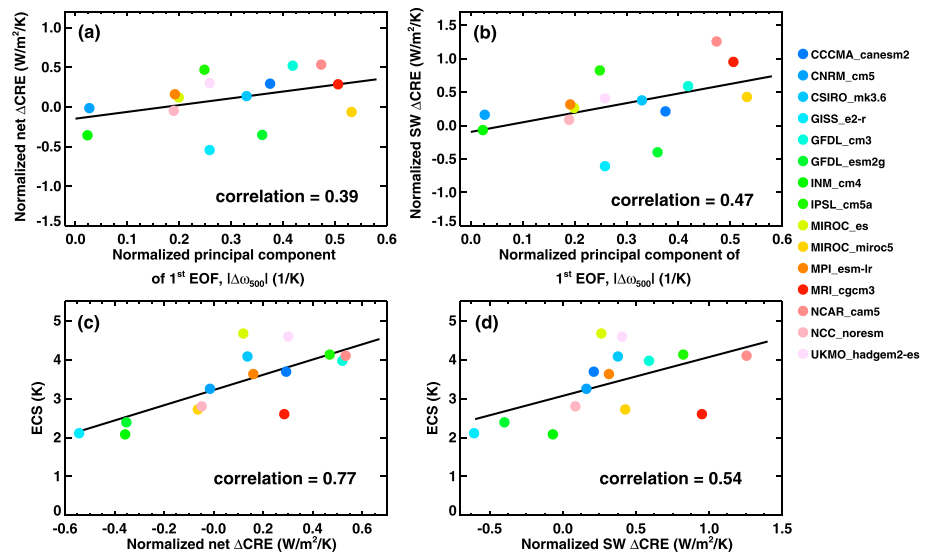 (a)
Normalized net ΔCRE (W/m²/K)
1.0
0.5
0.0
-0.5
-1.0
-1.5
correlation = 0.39
0.0 0.1 0.2 0.3 0.4 0.5 0.6
Normalized principal component
of 1st EOF, |Δω500| (1/K)
(b)
Normalized SW ΔCRE (W/m²/K)
1.5
1.0
0.5
0.0
-0.5
-1.0
-1.5
correlation = 0.47
0.0 0.1 0.2 0.3 0.4 0.5 0.6
Normalized principal component of
1st EOF, |Δω500| (1/K)
CCCMA_canesm2
CNRM_cm5
CSIRO_mk3.6
GISS_e2-r
GFDL_cm3
GFDL_esm2g
INM_cm4
IPSL_cm5a
MIROC_es
MIROC_miroc5
MPI_esm-lr
MRI_cgcm3
NCAR_cam5
NCC_noresm
UKMO_hadgem2-es
(c)
ECS (K)
5
4
3
2
1
0
correlation = 0.77
-0.6 -0.4 -0.2 -0.0 0.2 0.4 0.6
Normalized net ΔCRE (W/m²/K)
(d)
ECS (K)
5
4
3
2
1
0
correlation = 0.54
-0.5 0.0 0.5 1.0 1.5
Normalized SW ΔCRE (W/m²/K)